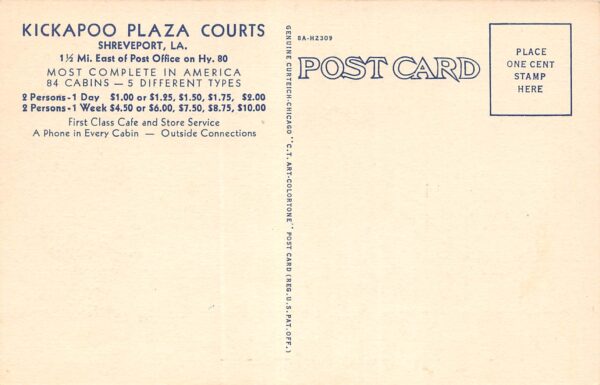 KICKAPOO PLAZA COURTS
SHREVEPORT, LA.
1½ Mi. East of Post Office on Hy. 80
MOST COMPLETE IN AMERICA
84 CABINS — 5 DIFFERENT TYPES
2 Persons - 1 Day $1.00 or $1.25, $1.50, $1.75, $2.00
2 Persons - 1 Week $4.50 or $6.00, $7.50, $8.75, $10.00
First Class Cafe and Store Service
A Phone in Every Cabin — Outside Connections
GENUINE CURTEICH-CHICAGO "C.T. ART-COLORTONE" POST CARD (REG. U.S. PAT. OFF.)
8A-H2309
POST CARD
PLACE
ONE CENT
STAMP
HERE